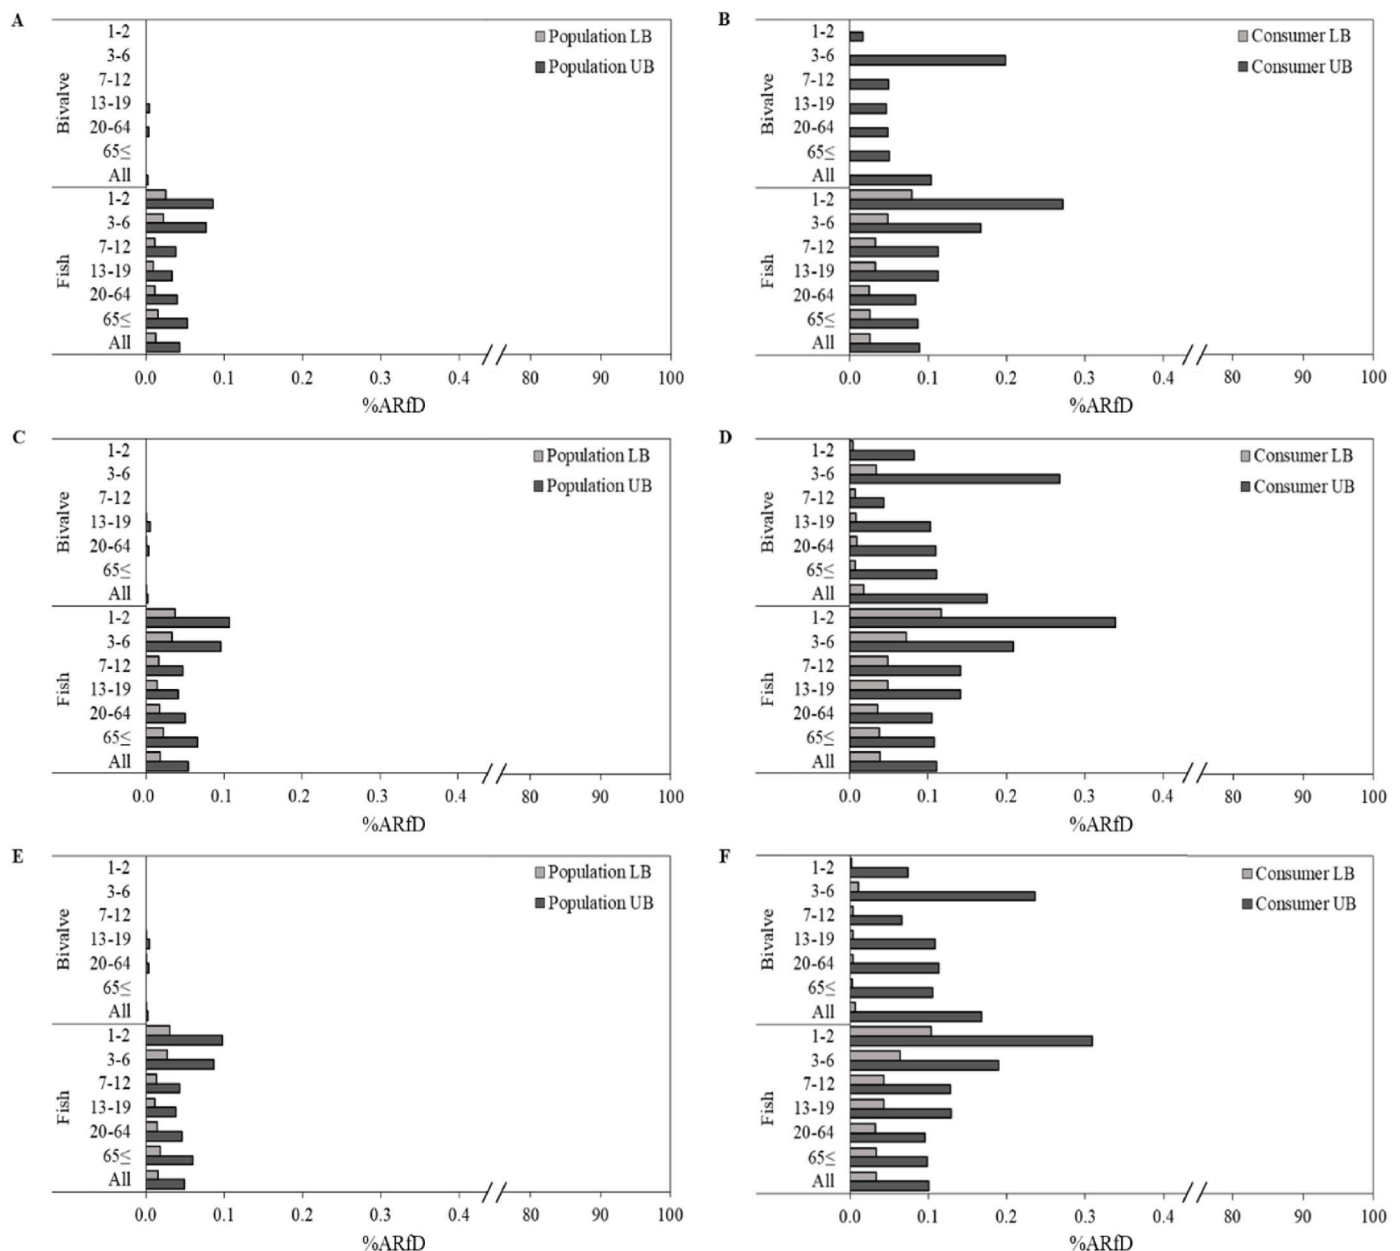 A
Population LB
Population UB
Bivalve
1-2
3-6
7-12
13-19
20-64
65≤
All
Fish
1-2
3-6
7-12
13-19
20-64
65≤
All
0.0 0.1 0.2 0.3 0.4 80 90 100
%ARfD
B
Consumer LB
Consumer UB
Bivalve
1-2
3-6
7-12
13-19
20-64
65≤
All
Fish
1-2
3-6
7-12
13-19
20-64
65≤
All
0.0 0.1 0.2 0.3 0.4 80 90 100
%ARfD
C
Population LB
Population UB
Bivalve
1-2
3-6
7-12
13-19
20-64
65≤
All
Fish
1-2
3-6
7-12
13-19
20-64
65≤
All
0.0 0.1 0.2 0.3 0.4 80 90 100
%ARfD
D
Consumer LB
Consumer UB
Bivalve
1-2
3-6
7-12
13-19
20-64
65≤
All
Fish
1-2
3-6
7-12
13-19
20-64
65≤
All
0.0 0.1 0.2 0.3 0.4 80 90 100
%ARfD
E
Population LB
Population UB
Bivalve
1-2
3-6
7-12
13-19
20-64
65≤
All
Fish
1-2
3-6
7-12
13-19
20-64
65≤
All
0.0 0.1 0.2 0.3 0.4 80 90 100
%ARfD
F
Consumer LB
Consumer UB
Bivalve
1-2
3-6
7-12
13-19
20-64
65≤
All
Fish
1-2
3-6
7-12
13-19
20-64
65≤
All
0.0 0.1 0.2 0.3 0.4 80 90 100
%ARfD